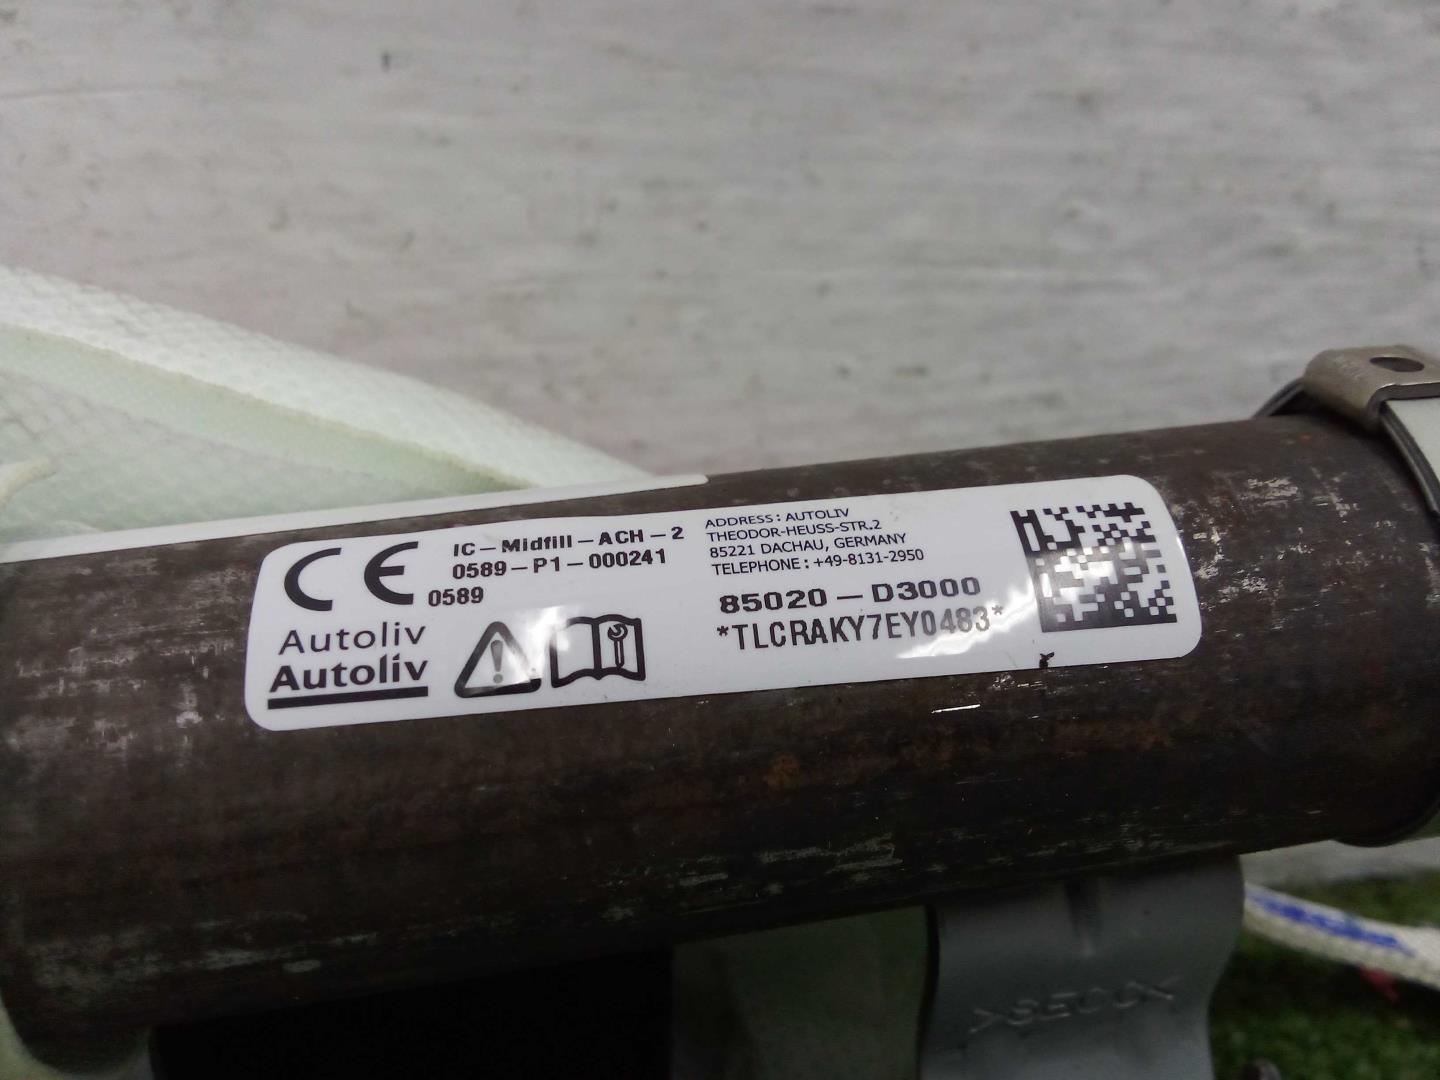 CE
0589
IC-Midfill-ACH-2
0589-P1-000241
Autoliv
Autoliv
ADDRESS: AUTOLIV
THEODOR-HEUSS-STR.2
85221 DACHAU, GERMANY
TELEPHONE: +49-8131-2950
85020-D3000
*TLCRAKY7EY0483*